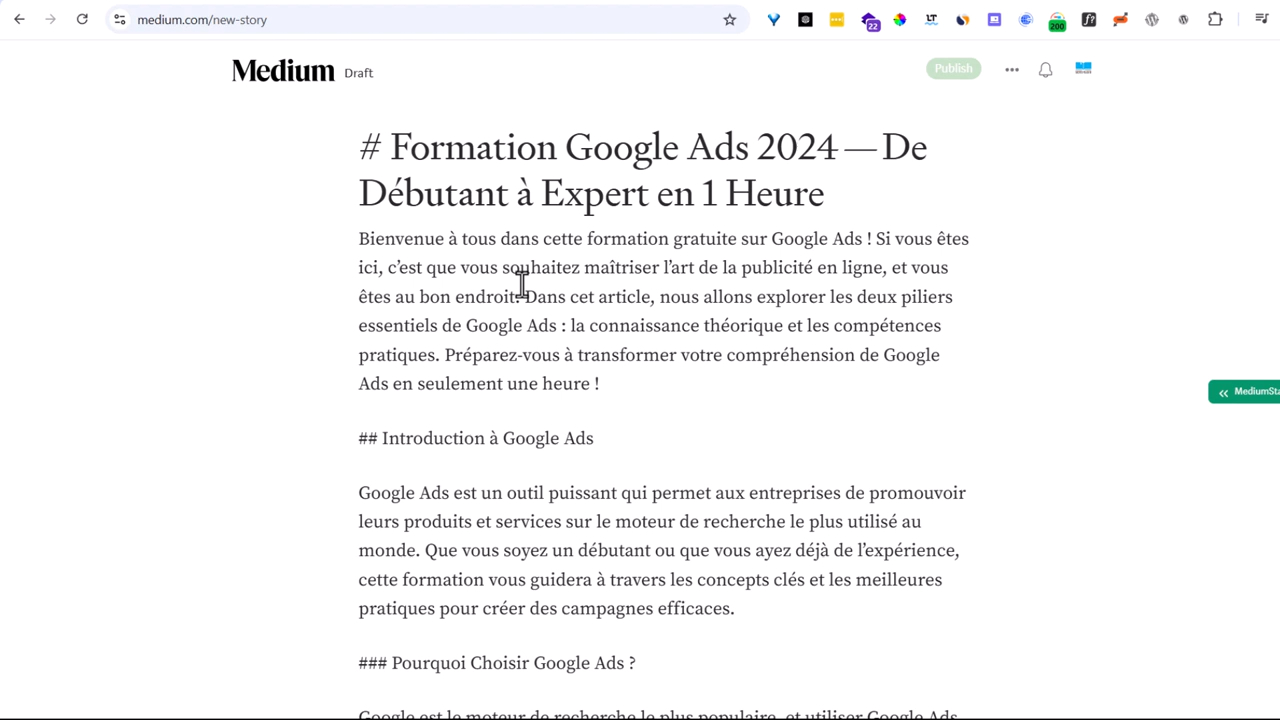 medium.com/new-story
22
LT
200
f?
Medium
Draft
Publish
# Formation Google Ads 2024 — De
Débutant à Expert en 1 Heure
Bienvenue à tous dans cette formation gratuite sur Google Ads ! Si vous êtes
ici, c’est que vous souhaitez maîtriser l’art de la publicité en ligne, et vous
êtes au bon endroit. Dans cet article, nous allons explorer les deux piliers
essentiels de Google Ads : la connaissance théorique et les compétences
pratiques. Préparez-vous à transformer votre compréhension de Google
Ads en seulement une heure !
MediumSta
## Introduction à Google Ads
Google Ads est un outil puissant qui permet aux entreprises de promouvoir
leurs produits et services sur le moteur de recherche le plus utilisé au
monde. Que vous soyez un débutant ou que vous ayez déjà de l’expérience,
cette formation vous guidera à travers les concepts clés et les meilleures
pratiques pour créer des campagnes efficaces.
### Pourquoi Choisir Google Ads ?
Google est le moteur de recherche le plus populaire, et utiliser Google Ads